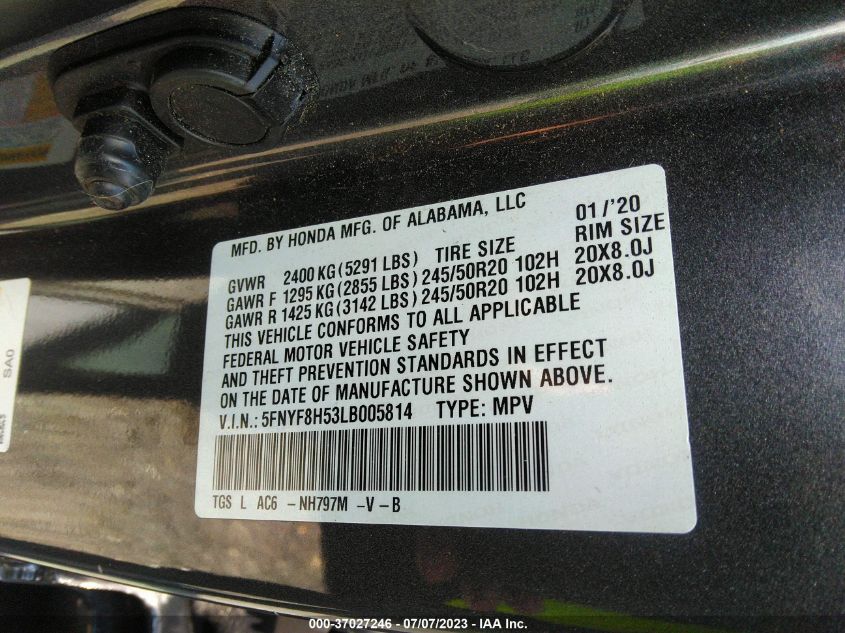 MFD. BY HONDA MFG. OF ALABAMA, LLC 01/'20
GVWR 2400 KG (5291 LBS) TIRE SIZE RIM SIZE
GAWR F 1295 KG (2855 LBS) 245/50R20 102H 20X8.0J
GAWR R 1425 KG (3142 LBS) 245/50R20 102H 20X8.0J
THIS VEHICLE CONFORMS TO ALL APPLICABLE
FEDERAL MOTOR VEHICLE SAFETY
AND THEFT PREVENTION STANDARDS IN EFFECT
ON THE DATE OF MANUFACTURE SHOWN ABOVE.
V.I.N.: 5FNYF8H53LB005814 TYPE: MPV
TGS L AC6 -NH797M -V-B
SA0
000-37027246 - 07/07/2023 - IAA Inc.